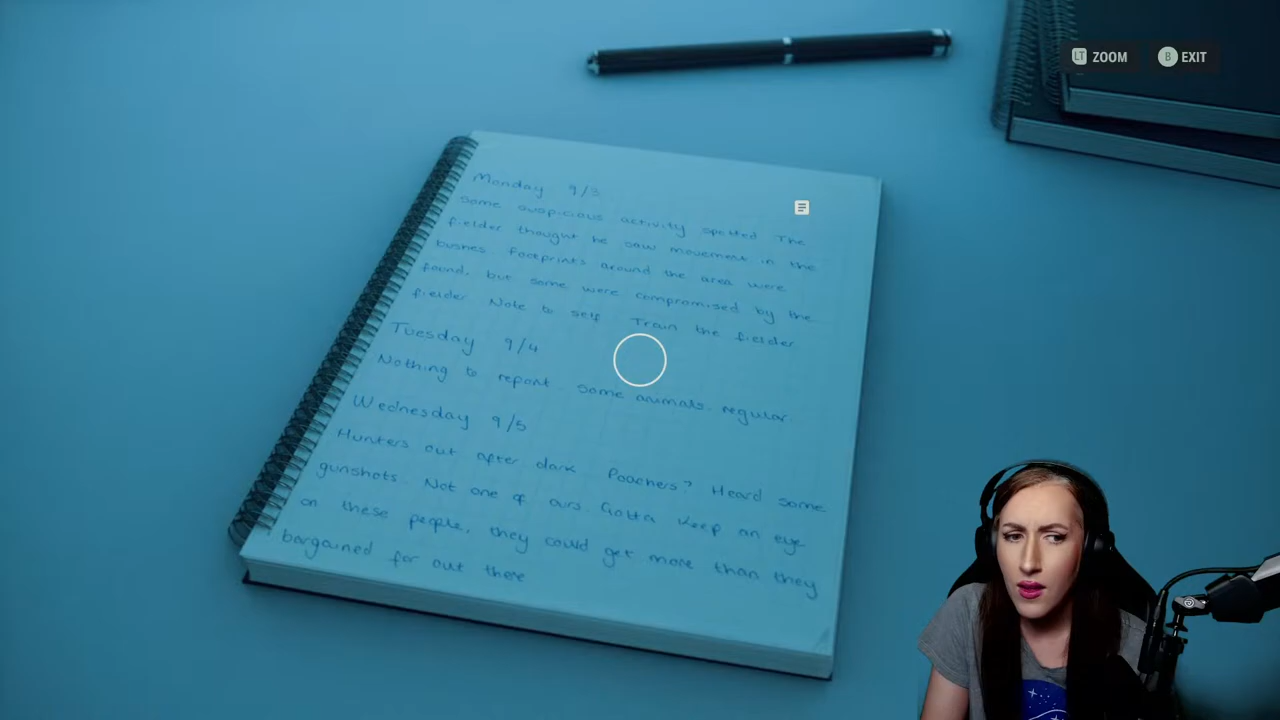 LT ZOOM
B EXIT
Monday 9/3
Some suspicious activity spotted The
fielder thought he saw movement in the
bushes Footprints around the area were
found, but some were compromised by the
fielder Note to self Train the fielder
Tuesday 9/4
Nothing to report. Some animals. regular.
Wednesday 9/5
Hunters out after dark Poachers? Heard some
gunshots. Not one of ours. Gotta keep an eye
on these people, they could get more than they
bargained for out there